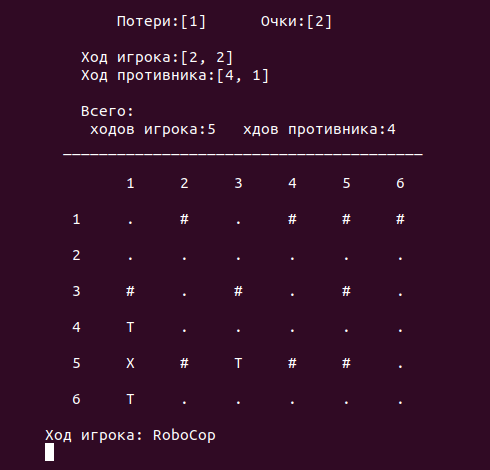 Потери:[1] Очки:[2]
Ход игрока:[2, 2]
Ход противника:[4, 1]
Всего:
ходов игрока:5 хдов противника:4
________________________________________
1 2 3 4 5 6
1 . # . # # #
2 . . . . . .
3 # . # . # .
4 T . . . . .
5 X # T # # .
6 T . . . . .
Ход игрока: RoboCop